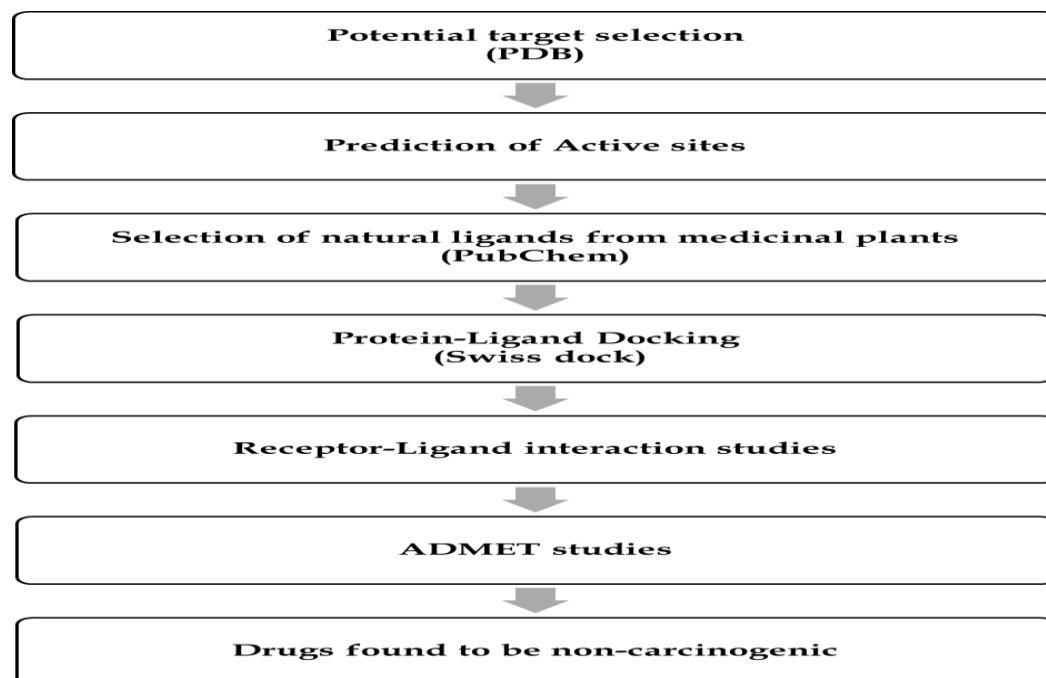 Potential target selection
(PDB)
Prediction of Active sites
Selection of natural ligands from medicinal plants
(PubChem)
Protein-Ligand Docking
(Swiss dock)
Receptor-Ligand interaction studies
ADMET studies
Drugs found to be non-carcinogenic